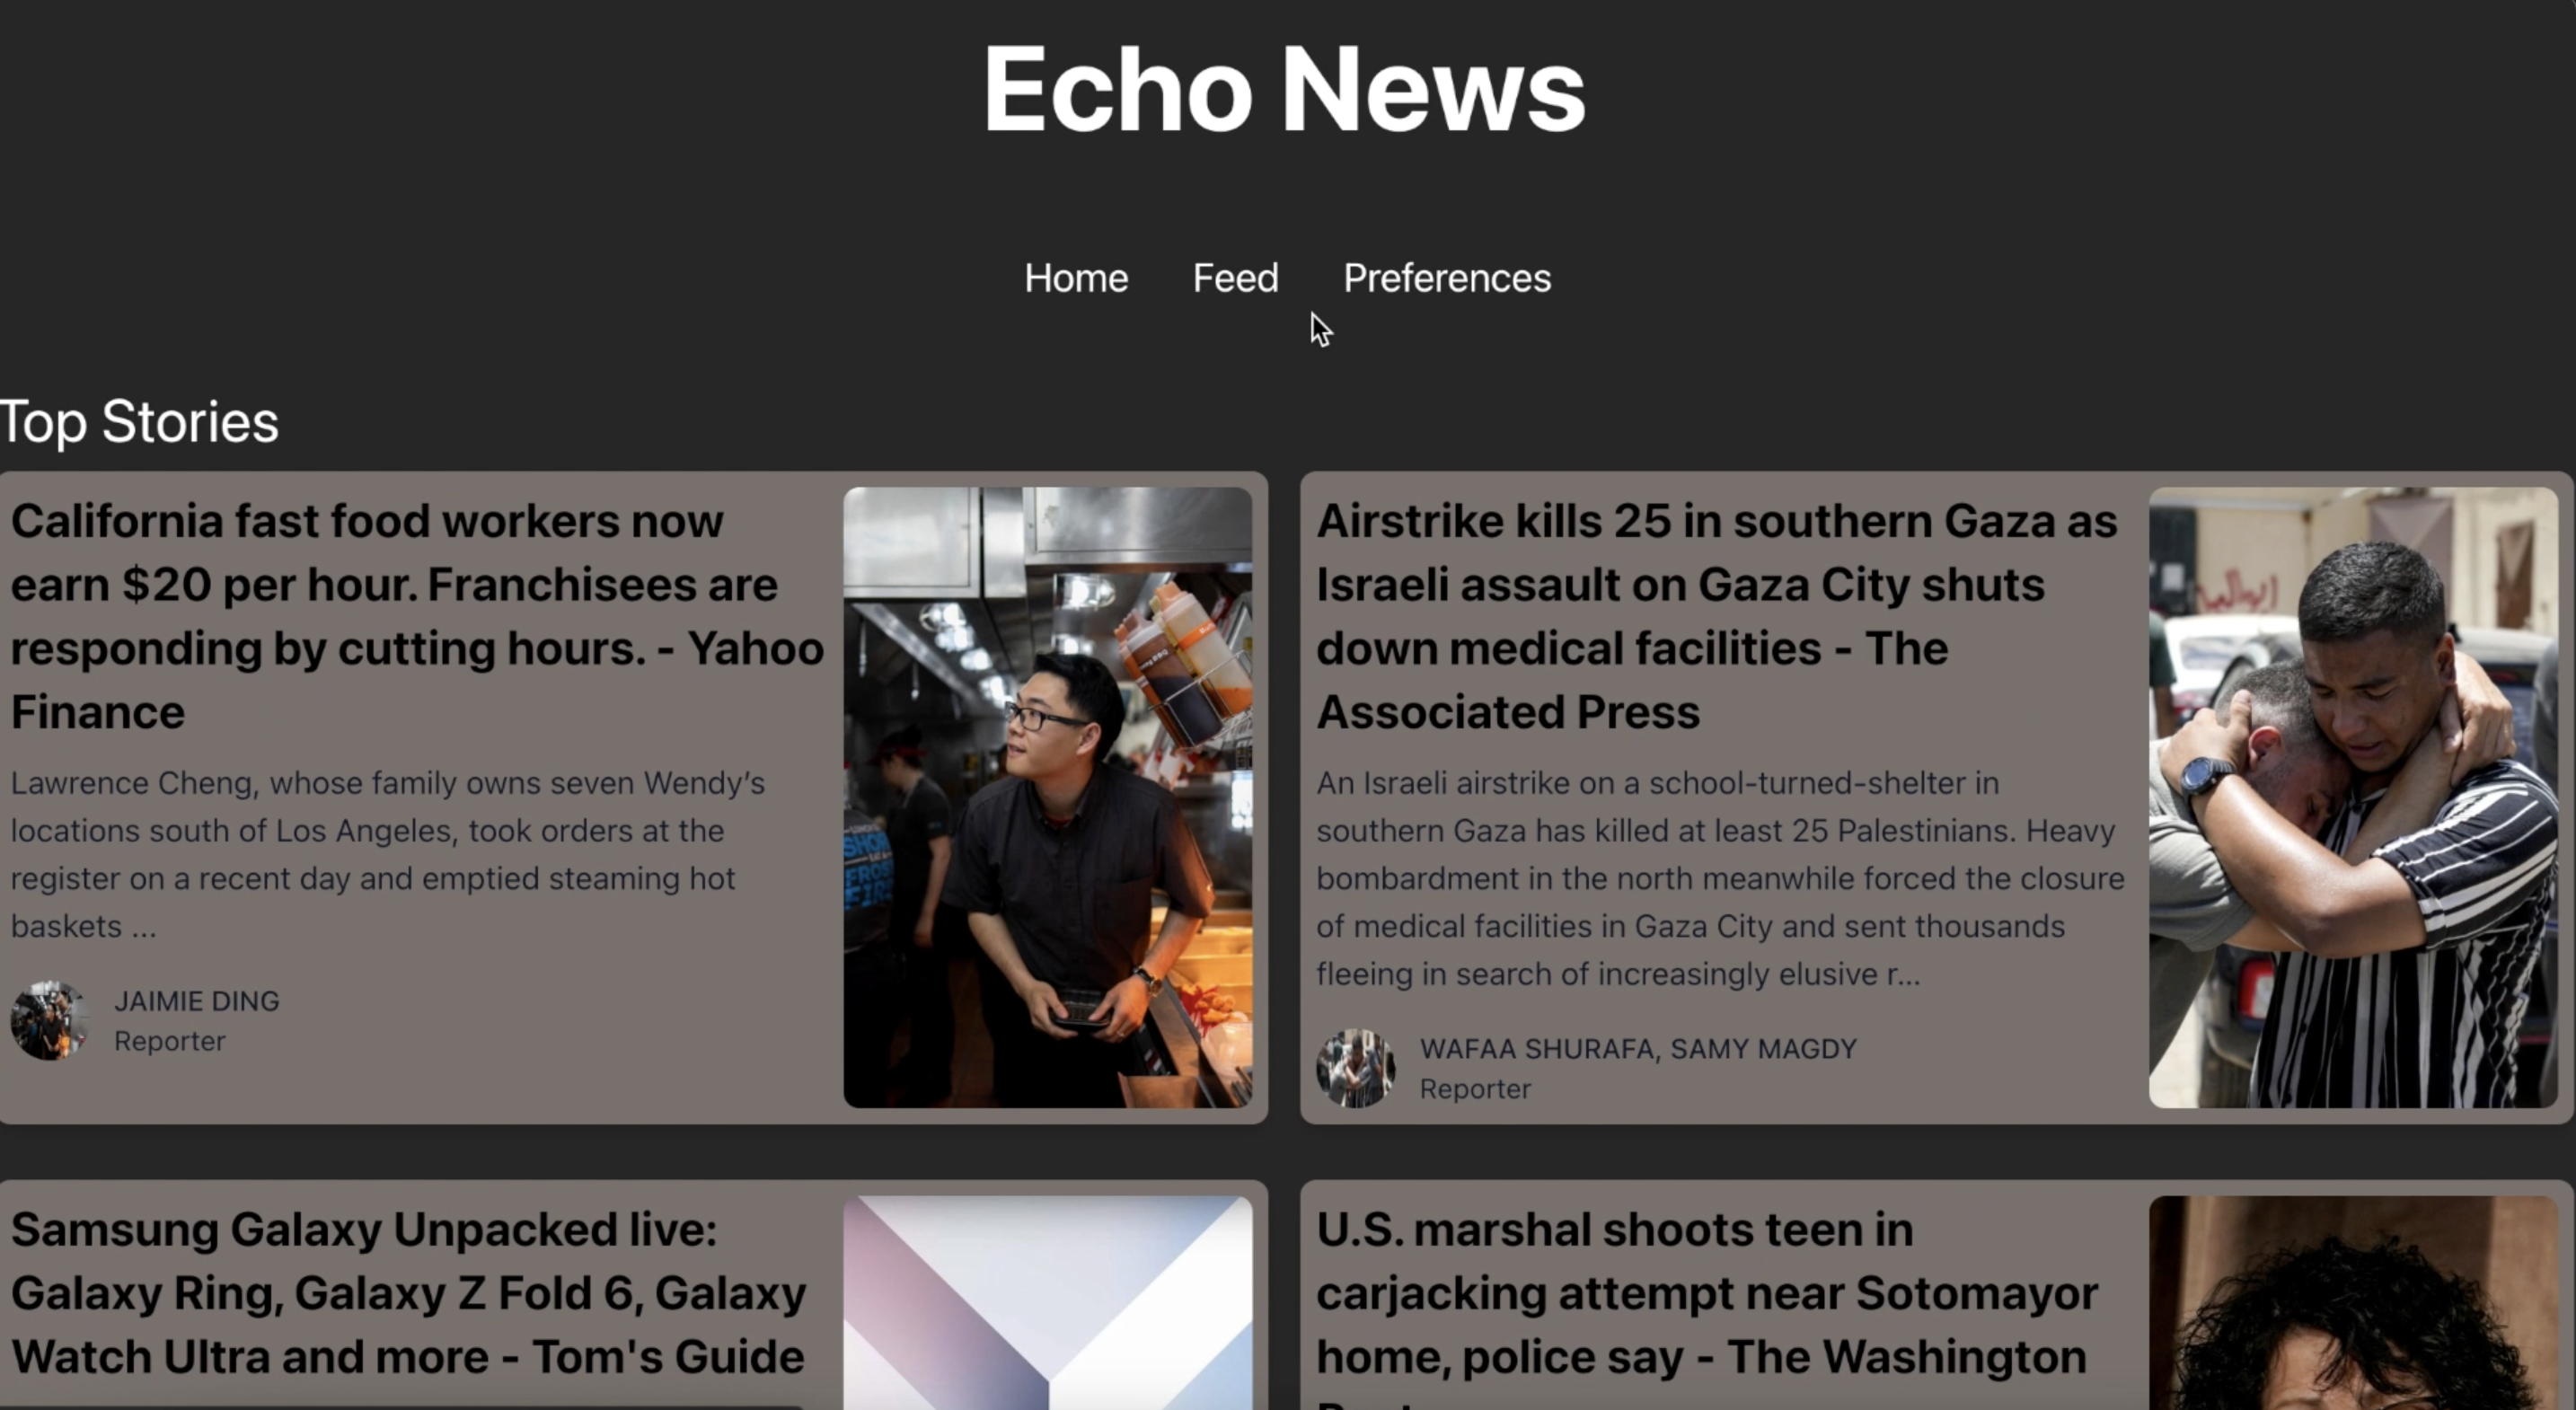 Echo News
Home Feed Preferences
Top Stories
California fast food workers now
earn $20 per hour. Franchisees are
responding by cutting hours. - Yahoo
Finance
Lawrence Cheng, whose family owns seven Wendy’s
locations south of Los Angeles, took orders at the
register on a recent day and emptied steaming hot
baskets ...
JAIMIE DING
Reporter
Airstrike kills 25 in southern Gaza as
Israeli assault on Gaza City shuts
down medical facilities - The
Associated Press
An Israeli airstrike on a school-turned-shelter in
southern Gaza has killed at least 25 Palestinians. Heavy
bombardment in the north meanwhile forced the closure
of medical facilities in Gaza City and sent thousands
fleeing in search of increasingly elusive r...
WAFAA SHURAFA, SAMY MAGDY
Reporter
Samsung Galaxy Unpacked live:
Galaxy Ring, Galaxy Z Fold 6, Galaxy
Watch Ultra and more - Tom's Guide
U.S. marshal shoots teen in
carjacking attempt near Sotomayor
home, police say - The Washington